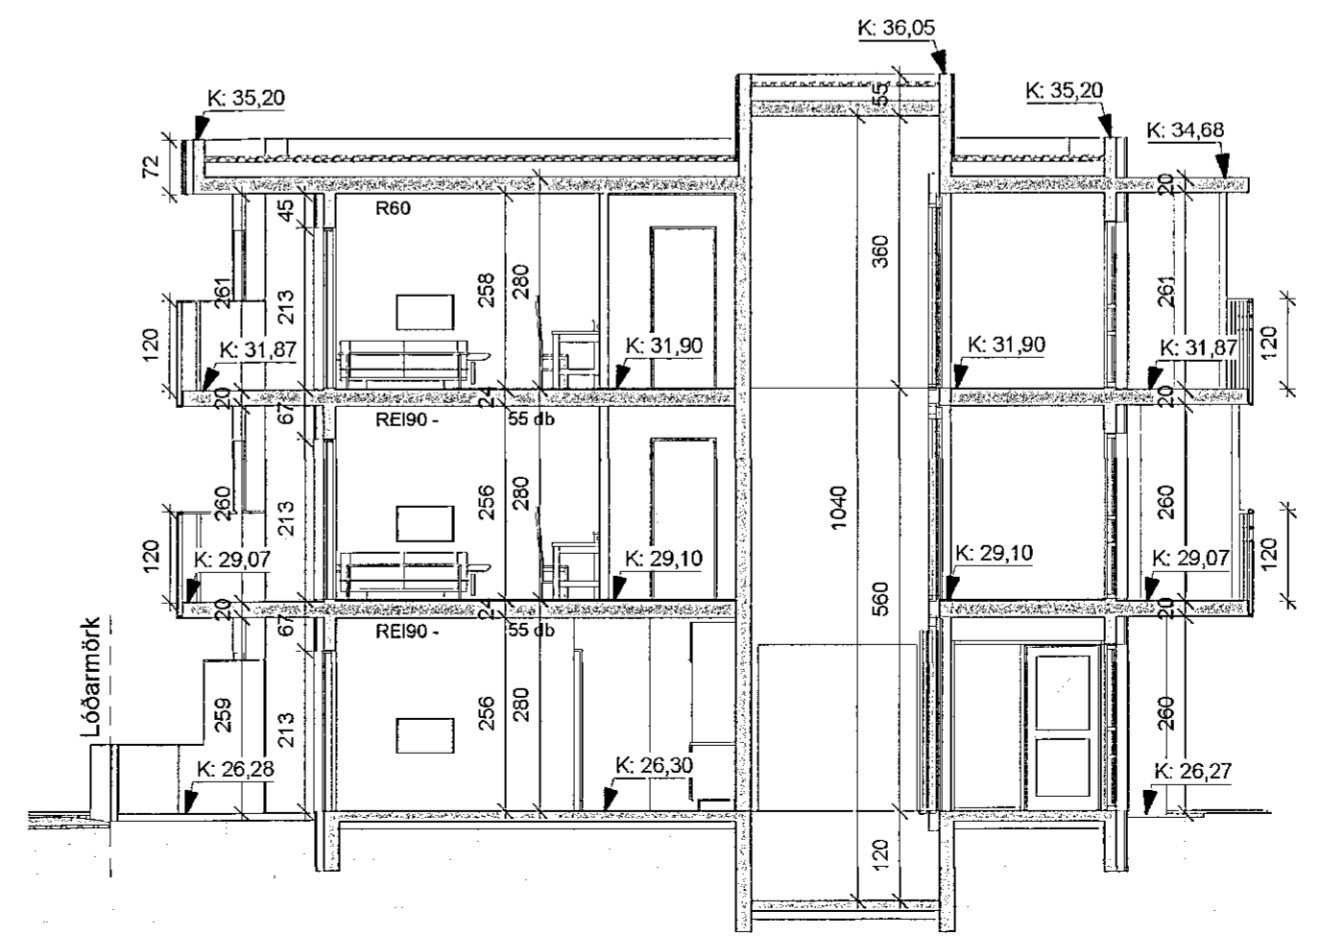 K: 36,05
K: 35,20
55
K: 35,20
K: 34,68
72
45
R60
20
261
213
258
280
360
261
120
K: 31,87
K: 31,90
K: 31,90
K: 31,87
120
20
67
24
20
REI90 - 55 db
260
213
256
280
1040
260
120
K: 29,07
K: 29,10
K: 29,10
K: 29,07
120
20
67
24
560
20
REI90 - 55 db
Lóðarmörk
259
213
256
280
260
K: 26,28
K: 26,30
K: 26,27
120